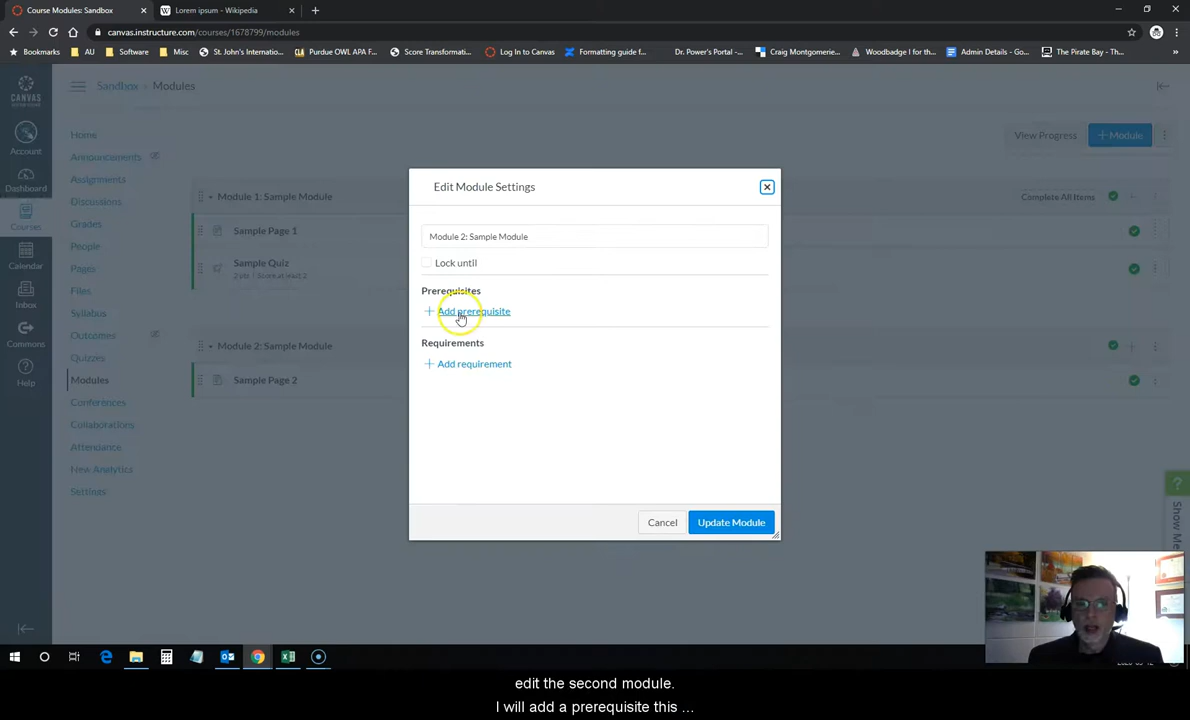 Course Modules: Sandbox
Lorem ipsum - Wikipedia
canvas.instructure.com/courses/1678799/modules
Bookmarks
AU
Software
Misc
St. John's Internatio...
Purdue OWL APA F...
Score Transformati...
Log In to Canvas
Formatting guide f...
Dr. Power's Portal -...
Craig Montgomerie...
Woodbadge I for th...
Admin Details - Go...
The Pirate Bay - Th...
CANVAS
Account
Dashboard
Courses
Calendar
Inbox
Commons
Help
Sandbox
Modules
Home
Announcements
Assignments
Discussions
Grades
People
Pages
Files
Syllabus
Outcomes
Quizzes
Modules
Conferences
Collaborations
Attendance
New Analytics
Settings
View Progress
+ Module
Module 1: Sample Module
Complete All Items
Sample Page 1
Sample Quiz
2 pts | Score at least 2
Module 2: Sample Module
Sample Page 2
Edit Module Settings
Module 2: Sample Module
Lock until
Prerequisites
+ Add prerequisite
Requirements
+ Add requirement
Cancel
Update Module
? Show Me
edit the second module.
I will add a prerequisite this ...